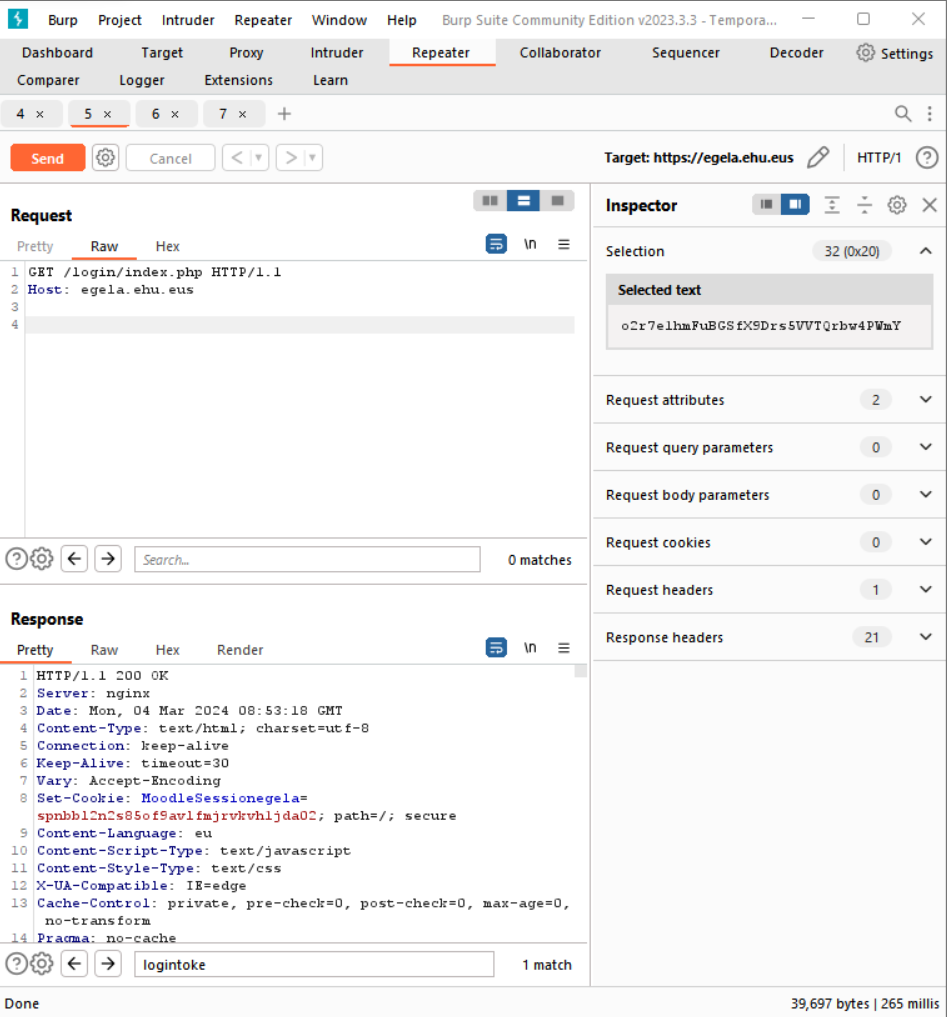 Burp Project Intruder Repeater Window Help Burp Suite Community Edition v2023.3.3 - Tempora...
Dashboard Target Proxy Intruder Repeater Collaborator Sequencer Decoder Settings
Comparer Logger Extensions Learn
4 × 5 × 6 × 7 × +
Send Cancel < > Target: https://egela.ehu.eus HTTP/1 ?
Request
Pretty Raw Hex \n
1 GET /login/index.php HTTP/1.1
2 Host: egela.ehu.eus
3
4
? Search... 0 matches
Response
Pretty Raw Hex Render \n
1 HTTP/1.1 200 OK
2 Server: nginx
3 Date: Mon, 04 Mar 2024 08:53:18 GMT
4 Content-Type: text/html; charset=utf-8
5 Connection: keep-alive
6 Keep-Alive: timeout=30
7 Vary: Accept-Encoding
8 Set-Cookie: MoodleSessionegela=
spnbbl2n2s85of9avlfmjrvkvhljda02; path=/; secure
9 Content-Language: eu
10 Content-Script-Type: text/javascript
11 Content-Style-Type: text/css
12 X-UA-Compatible: IE=edge
13 Cache-Control: private, pre-check=0, post-check=0, max-age=0,
no-transform
14 Pragma: no-cache
? logintoke 1 match
Inspector
Selection 32 (0x20)
Selected text
o2r7elhmFuBGSfX9Drs5VVTQrbw4PWmY
Request attributes 2
Request query parameters 0
Request body parameters 0
Request cookies 0
Request headers 1
Response headers 21
Done 39,697 bytes | 265 millis